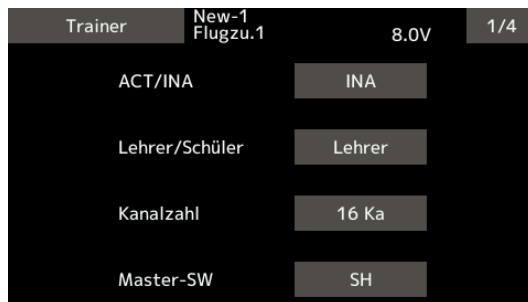 Trainer New-1 Flugzu.1 8.0V 1/4
ACT/INA INA
Lehrer/Schüler Lehrer
Kanalzahl 16 Ka
Master-SW SH